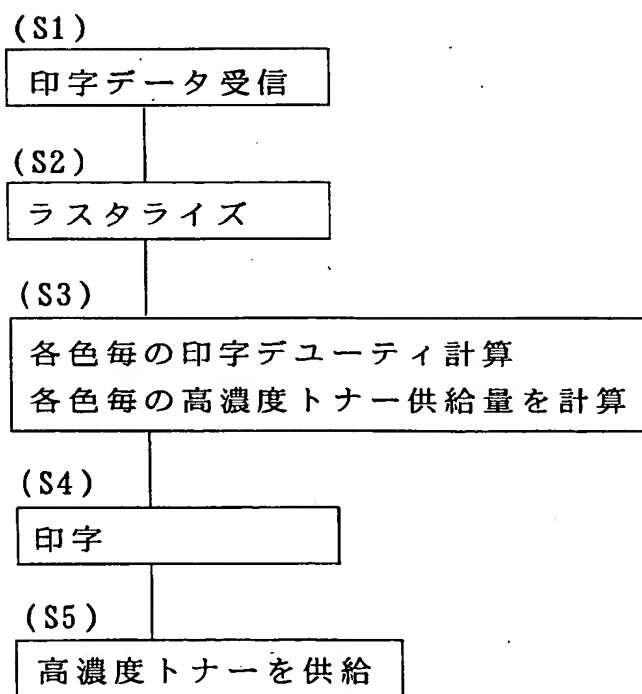 (S1)
印字データ受信
(S2)
ラスタライズ
(S3)
各色毎の印字デューティ計算
各色毎の高濃度トナー供給量を計算
(S4)
印字
(S5)
高濃度トナーを供給